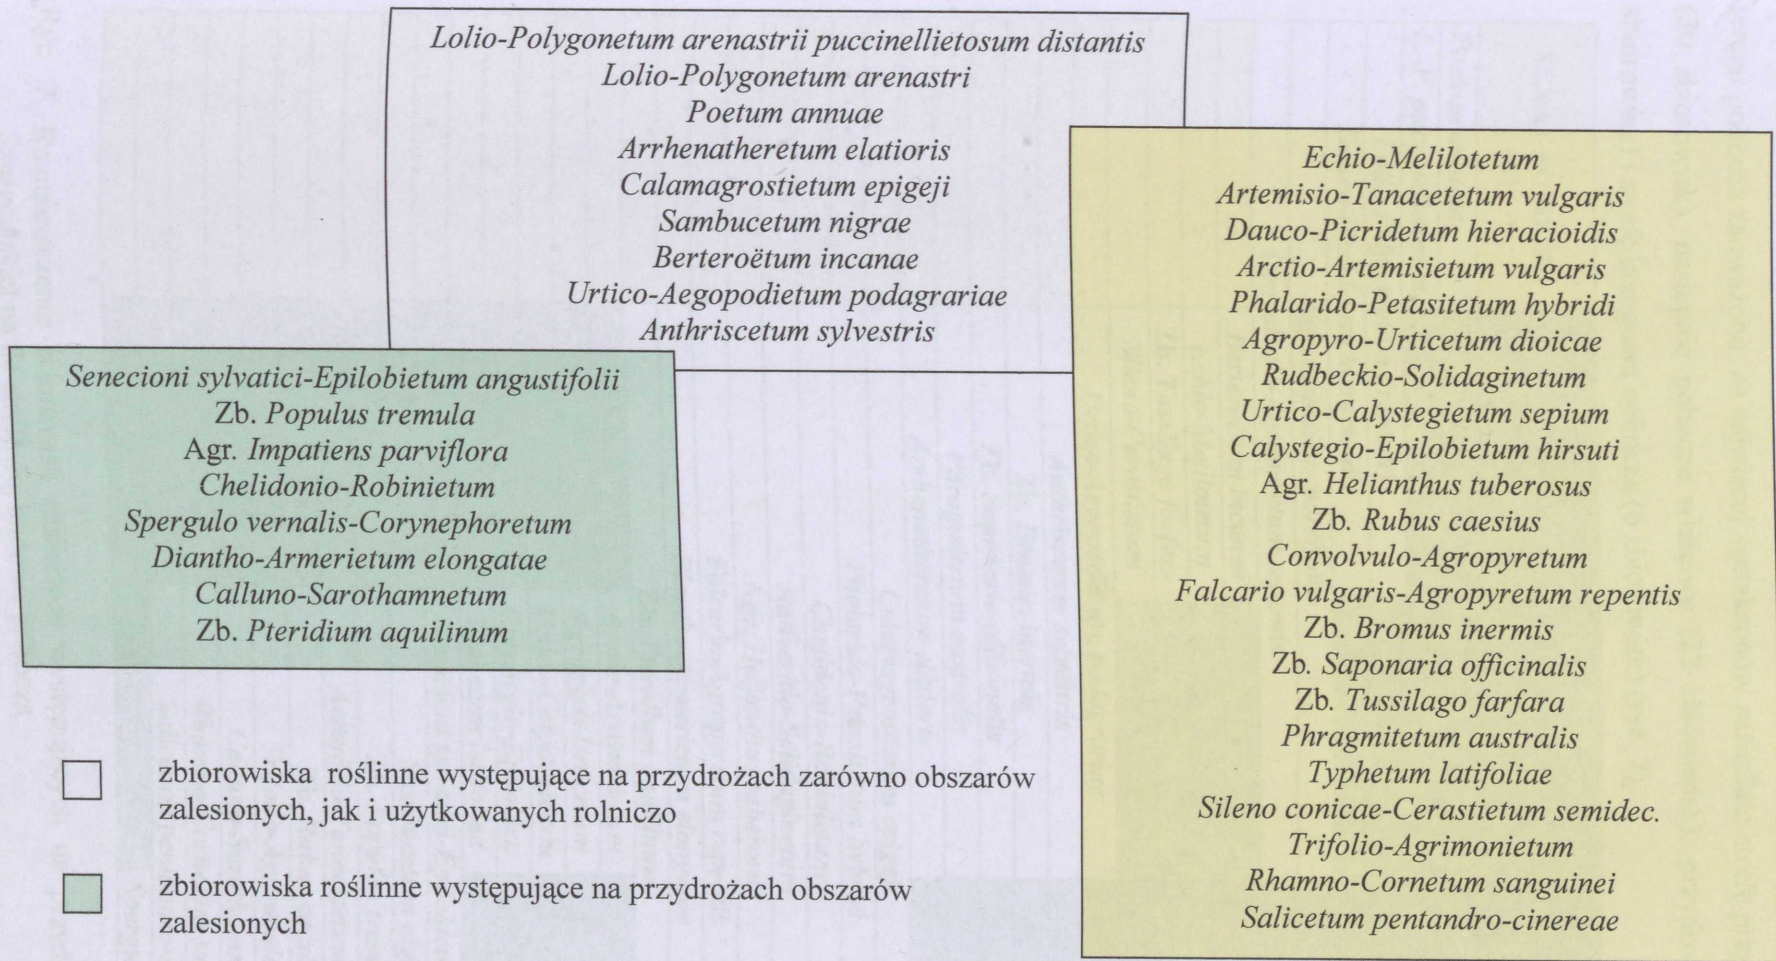 Lolio-Polygonetum arenastrii puccinellietosum distantis
Lolio-Polygonetum arenastri
Poetum annuae
Arrhenatheretum elatioris
Calamagrostietum epigeji
Sambucetum nigrae
Berteroëtum incanae
Urtico-Aegopodietum podagrariae
Anthriscetum sylvestris
Senecioni sylvatici-Epilobietum angustifolii
Zb. Populus tremula
Agr. Impatiens parviflora
Chelidonio-Robinietum
Spergulo vernalis-Corynephoretum
Diantho-Armerietum elongatae
Calluno-Sarothamnetum
Zb. Pteridium aquilinum
Echio-Melilotetum
Artemisio-Tanacetetum vulgaris
Dauco-Picridetum hieracioidis
Arctio-Artemisietum vulgaris
Phalarido-Petasitetum hybridi
Agropyro-Urticetum dioicae
Rudbeckio-Solidaginetum
Urtico-Calystegietum sepium
Calystegio-Epilobietum hirsuti
Agr. Helianthus tuberosus
Zb. Rubus caesius
Convolvulo-Agropyretum
Falcario vulgaris-Agropyretum repentis
Zb. Bromus inermis
Zb. Saponaria officinalis
Zb. Tussilago farfara
Phragmitetum australis
Typhetum latifoliae
Sileno conicae-Cerastietum semidec.
Trifolio-Agrimonietum
Rhamno-Cornetum sanguinei
Salicetum pentandro-cinereae
zbiorowiska roślinne występujące na przydrożach zarówno obszarów
zalesionych, jak i użytkowanych rolniczo
zbiorowiska roślinne występujące na przydrożach obszarów
zalesionych